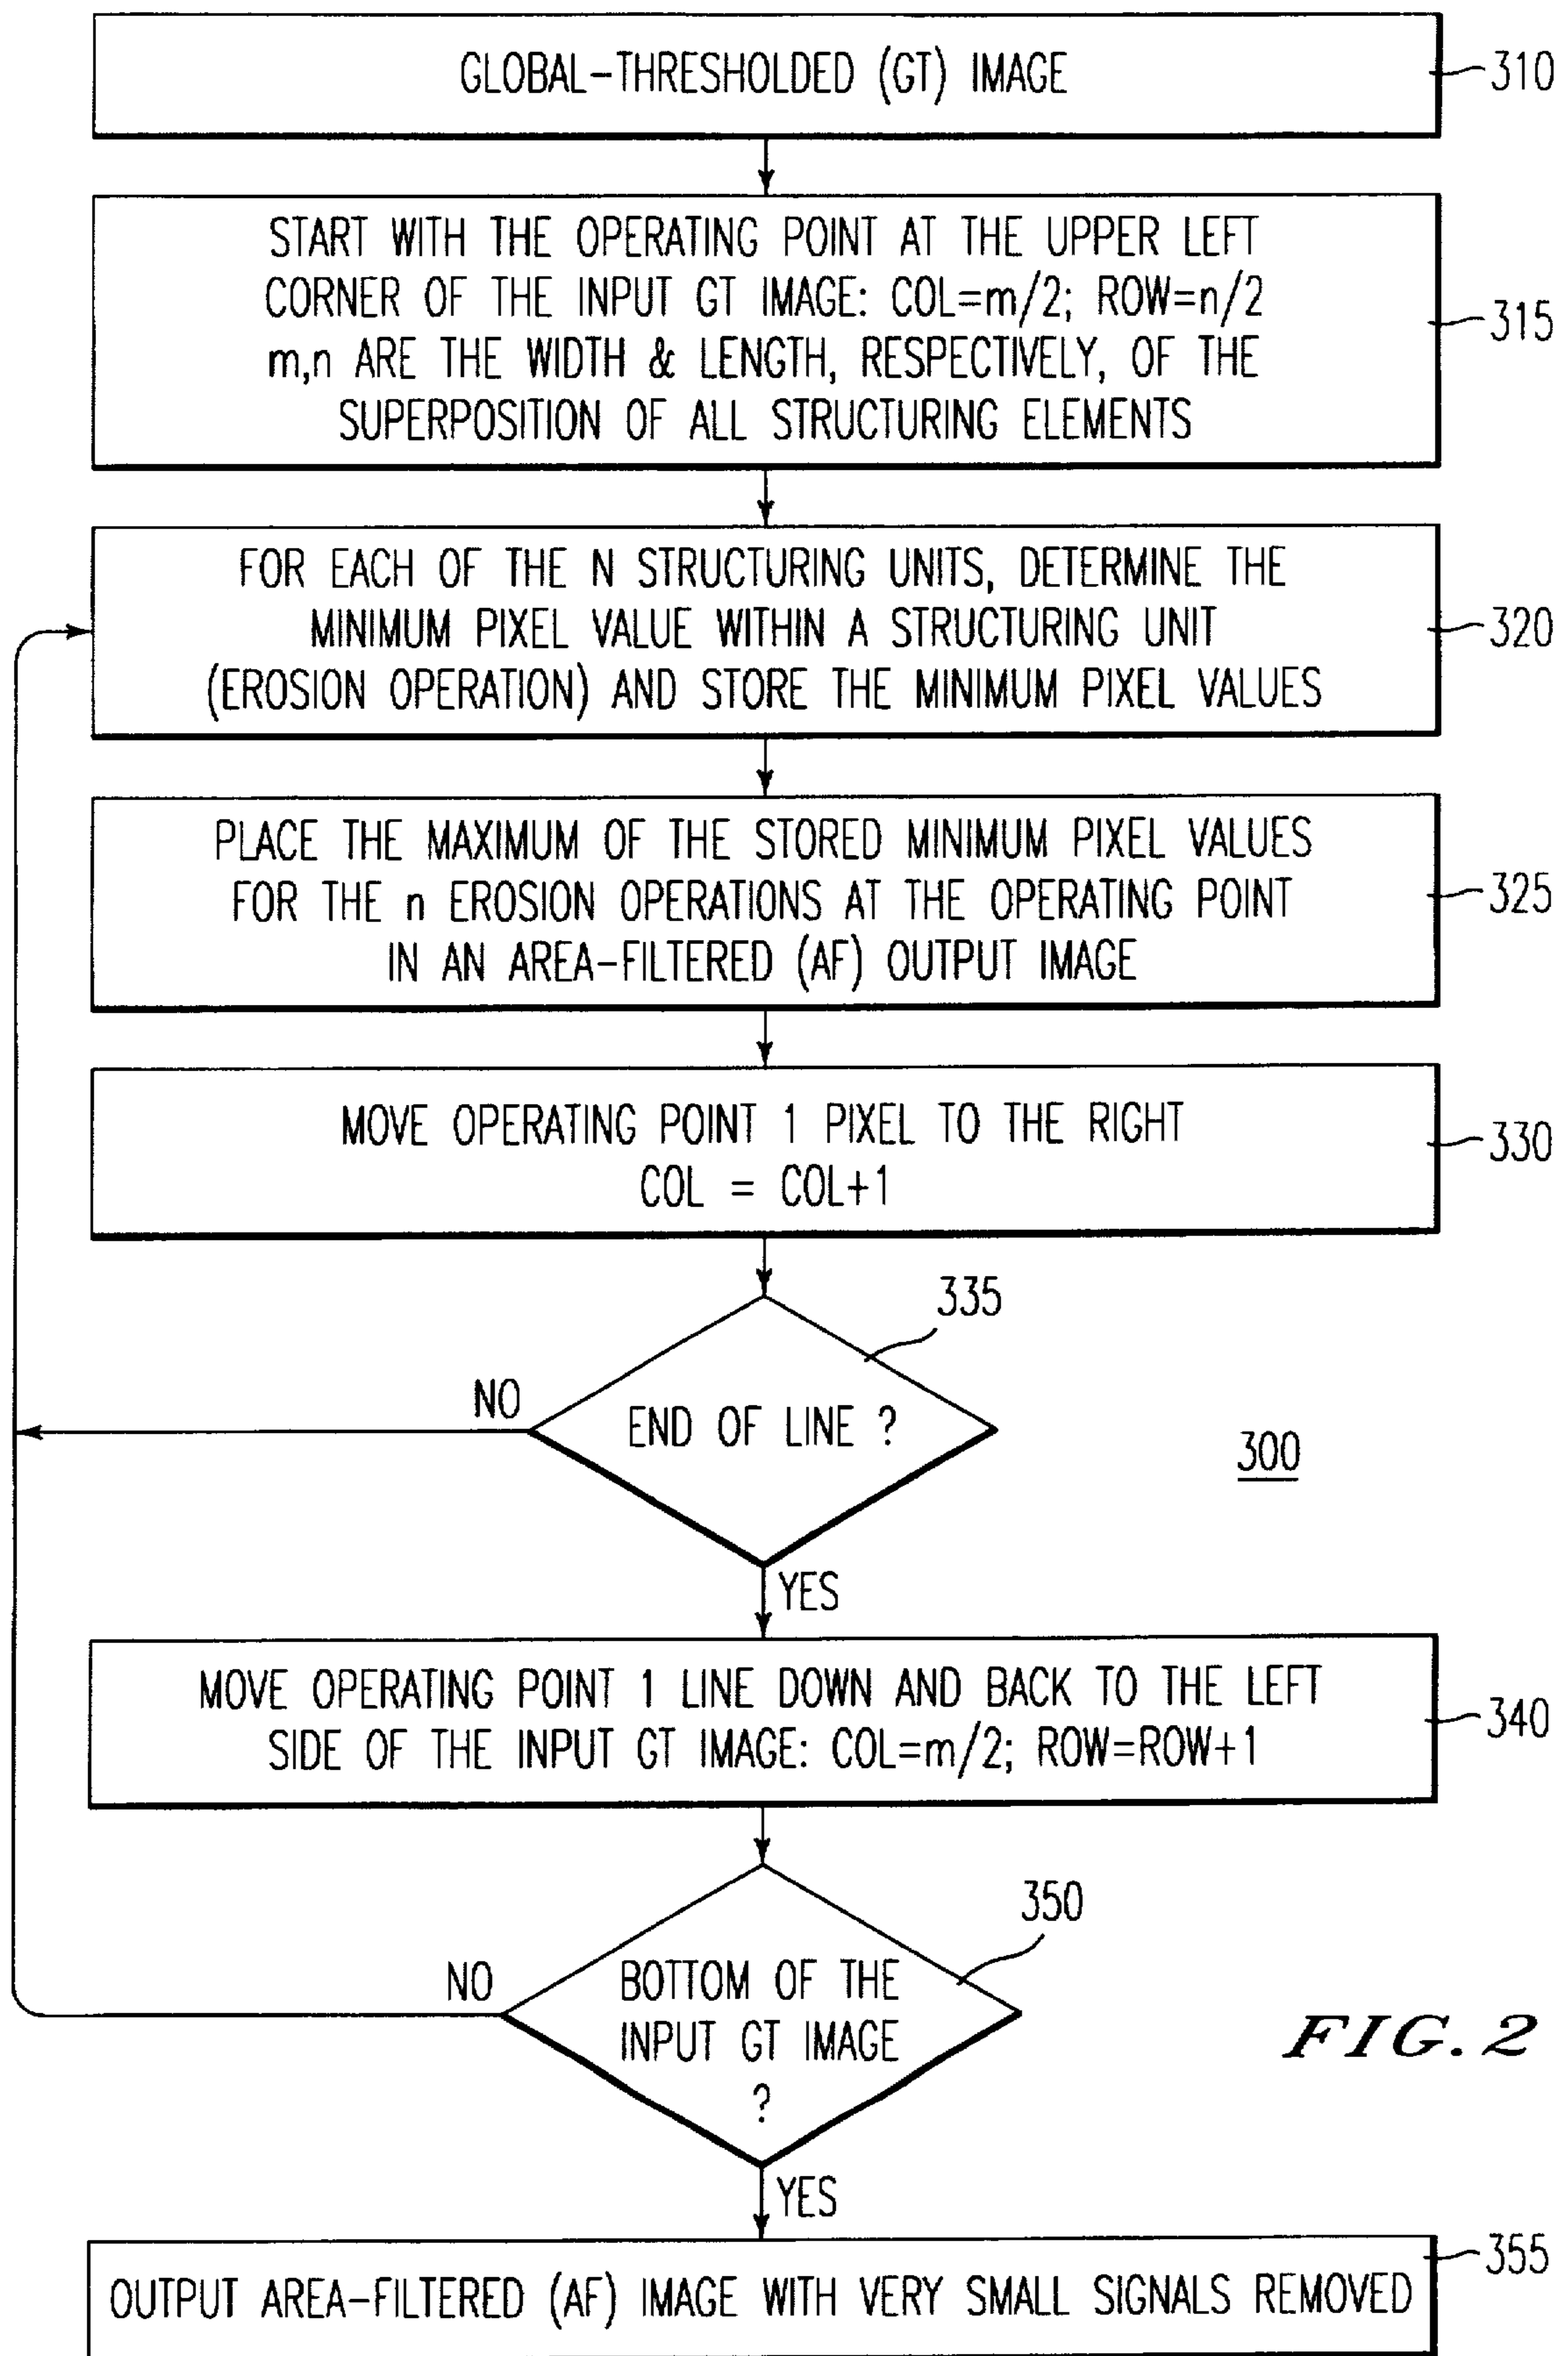 GLOBAL-THRESHOLDED (GT) IMAGE
310
START WITH THE OPERATING POINT AT THE UPPER LEFT
CORNER OF THE INPUT GT IMAGE: COL=m/2; ROW=n/2
m,n ARE THE WIDTH & LENGTH, RESPECTIVELY, OF THE
SUPERPOSITION OF ALL STRUCTURING ELEMENTS
315
FOR EACH OF THE N STRUCTURING UNITS, DETERMINE THE
MINIMUM PIXEL VALUE WITHIN A STRUCTURING UNIT
(EROSION OPERATION) AND STORE THE MINIMUM PIXEL VALUES
320
PLACE THE MAXIMUM OF THE STORED MINIMUM PIXEL VALUES
FOR THE n EROSION OPERATIONS AT THE OPERATING POINT
IN AN AREA-FILTERED (AF) OUTPUT IMAGE
325
MOVE OPERATING POINT 1 PIXEL TO THE RIGHT
COL = COL+1
330
335
NO
END OF LINE ?
300
YES
MOVE OPERATING POINT 1 LINE DOWN AND BACK TO THE LEFT
SIDE OF THE INPUT GT IMAGE: COL=m/2; ROW=ROW+1
340
350
NO
BOTTOM OF THE
INPUT GT IMAGE
?
FIG. 2
YES
355
OUTPUT AREA-FILTERED (AF) IMAGE WITH VERY SMALL SIGNALS REMOVED